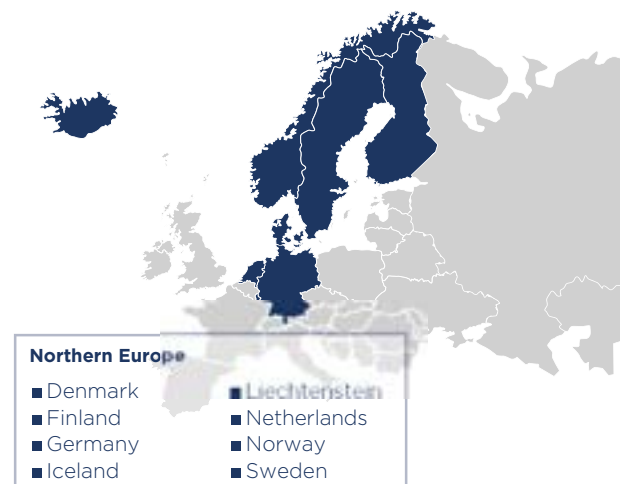 Northern Europe
Denmark
Finland
Germany
Iceland
Liechtenstein
Netherlands
Norway
Sweden